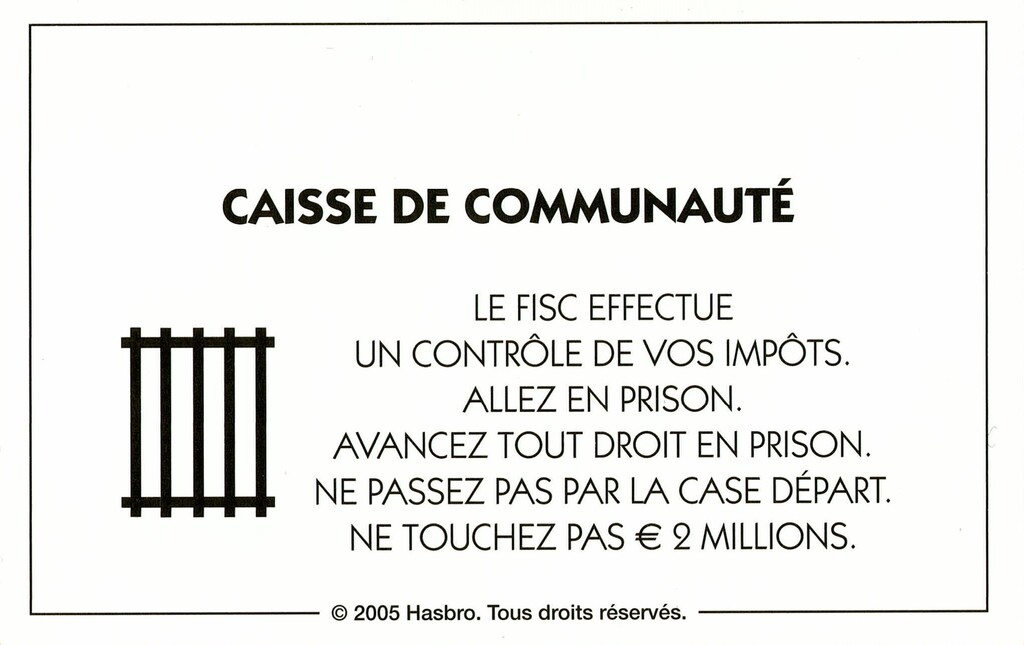 CAISSE DE COMMUNAUTÉ
LE FISC EFFECTUE
UN CONTRÔLE DE VOS IMPÔTS.
ALLEZ EN PRISON.
AVANCEZ TOUT DROIT EN PRISON.
NE PASSEZ PAS PAR LA CASE DÉPART.
NE TOUCHEZ PAS € 2 MILLIONS.
© 2005 Hasbro. Tous droits réservés.